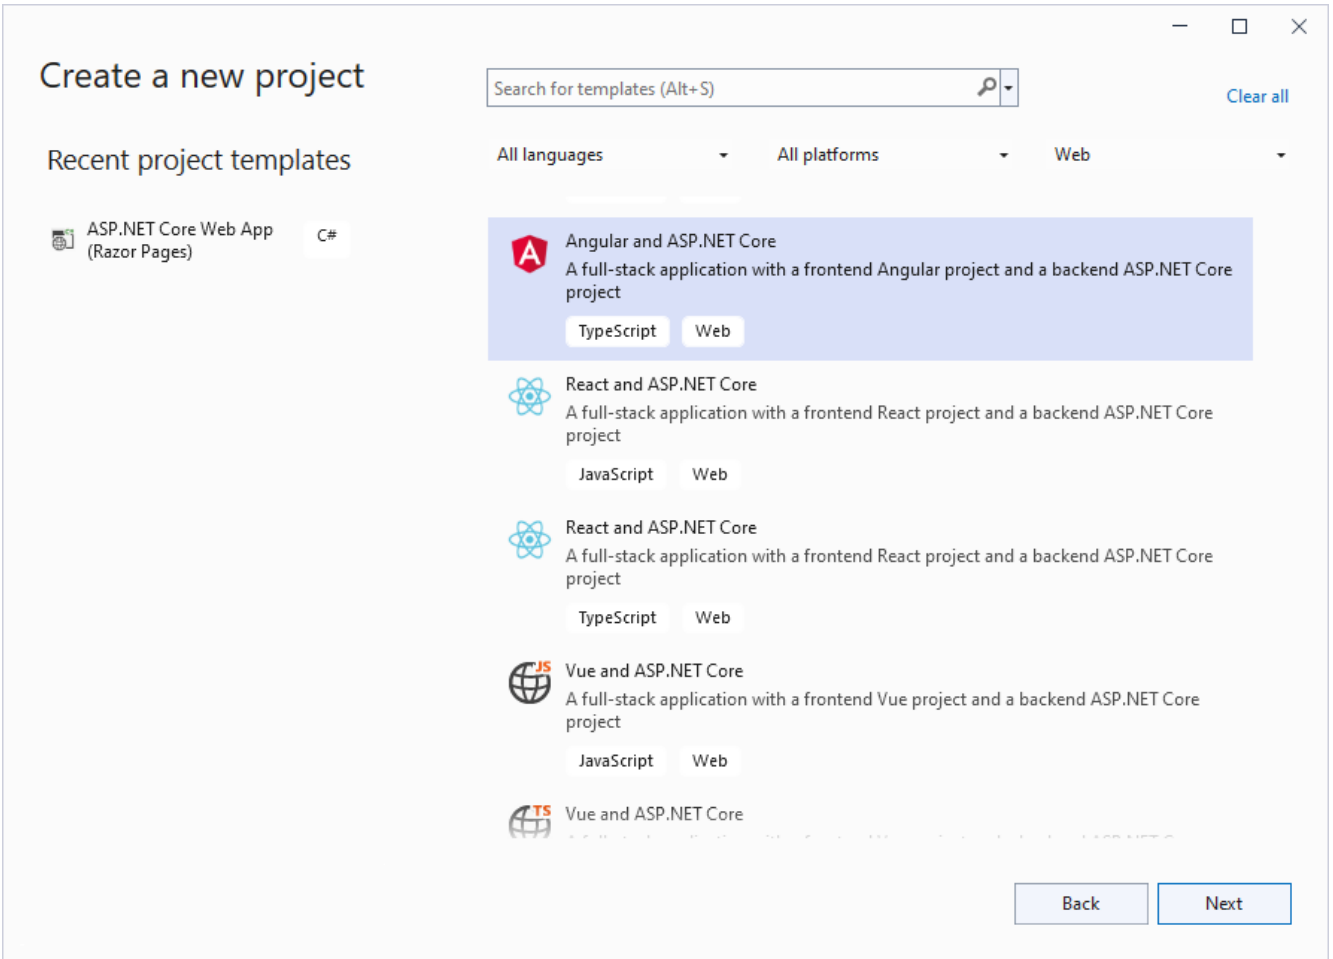 Create a new project
Search for templates (Alt+S)
Clear all
Recent project templates
All languages
All platforms
Web
ASP.NET Core Web App
(Razor Pages)
C#
Angular and ASP.NET Core
A full-stack application with a frontend Angular project and a backend ASP.NET Core
project
TypeScript
Web
React and ASP.NET Core
A full-stack application with a frontend React project and a backend ASP.NET Core
project
JavaScript
Web
React and ASP.NET Core
A full-stack application with a frontend React project and a backend ASP.NET Core
project
TypeScript
Web
JS
Vue and ASP.NET Core
A full-stack application with a frontend Vue project and a backend ASP.NET Core
project
JavaScript
Web
TS
Vue and ASP.NET Core
Back
Next